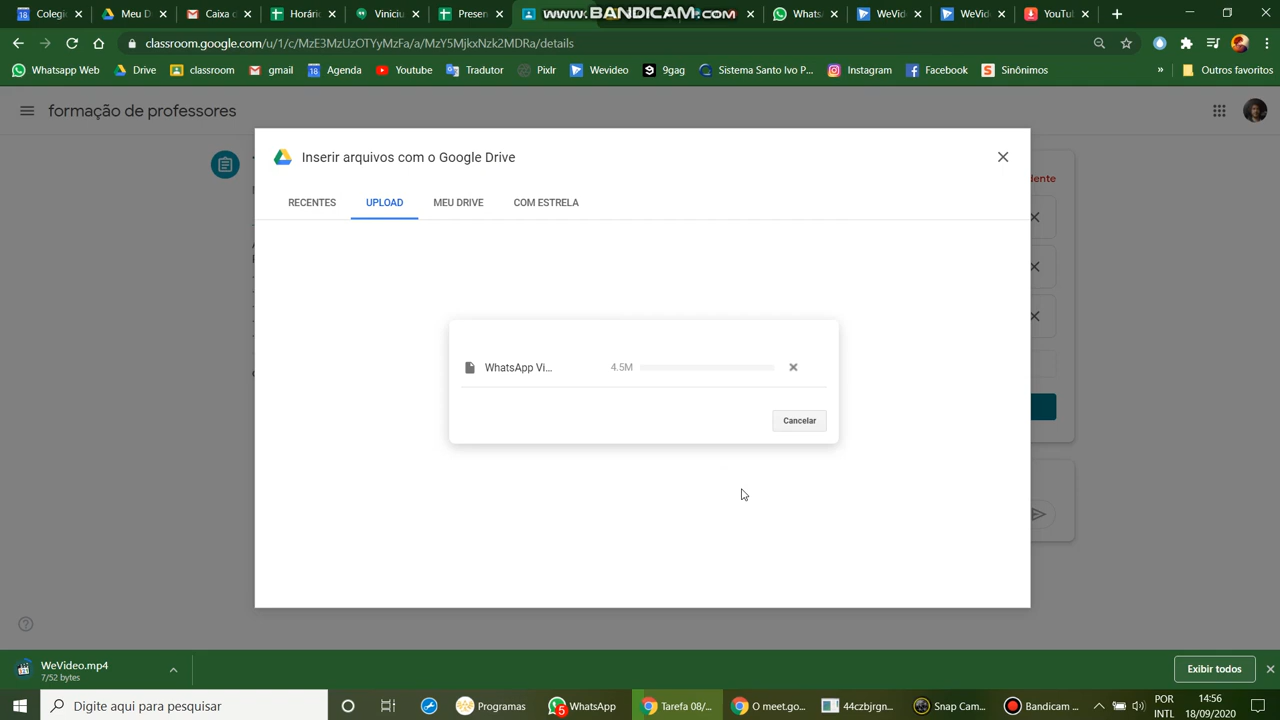 Colegi
Meu D
Caixa d
Horário
Viniciu
Presen
www.BANDICAM.com
Whats
WeVid
WeVid
YouTu
classroom.google.com/u/1/c/MzE3MzUzOTYyMzFa/a/MzY5MjkxNzk2MDRa/details
Whatsapp Web
Drive
classroom
gmail
Agenda
Youtube
Tradutor
Pixlr
Wevideo
9gag
Sistema Santo Ivo P...
Instagram
Facebook
Sinônimos
»
Outros favoritos
formação de professores
dente
Inserir arquivos com o Google Drive
RECENTES
UPLOAD
MEU DRIVE
COM ESTRELA
WhatsApp Vi...
4.5M
Cancelar
WeVideo.mp4
7/52 bytes
Exibir todos
Digite aqui para pesquisar
Programas
5
WhatsApp
Tarefa 08/...
O meet.go...
44czbjrgn...
Snap Cam...
Bandicam ...
POR
INTL
14:56
18/09/2020